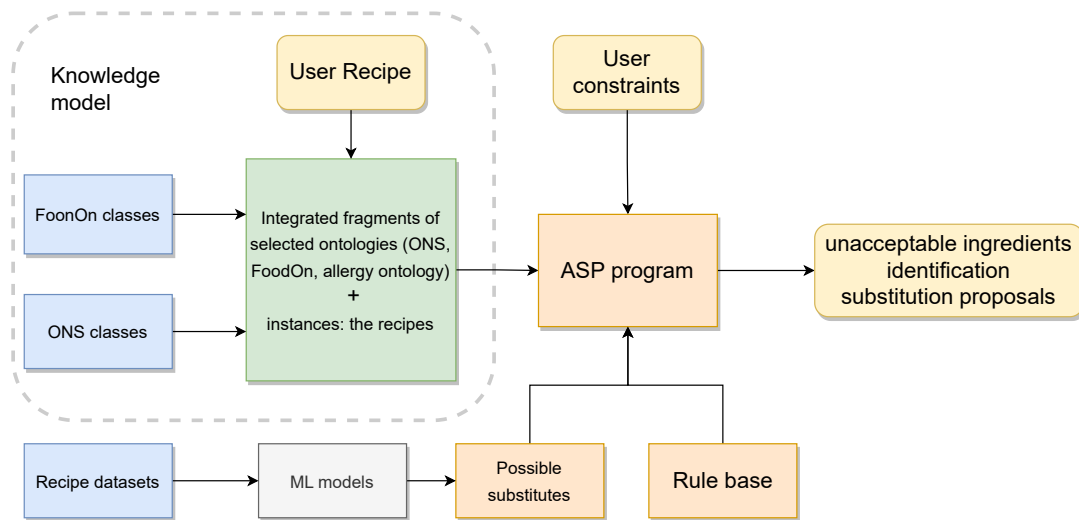 Knowledge
model
User Recipe
User
constraints
FoonOn classes
Integrated fragments of
selected ontologies (ONS,
FoodOn, allergy ontology)
+
instances: the recipes
ONS classes
ASP program
unacceptable ingredients
identification
substitution proposals
Recipe datasets
ML models
Possible
substitutes
Rule base